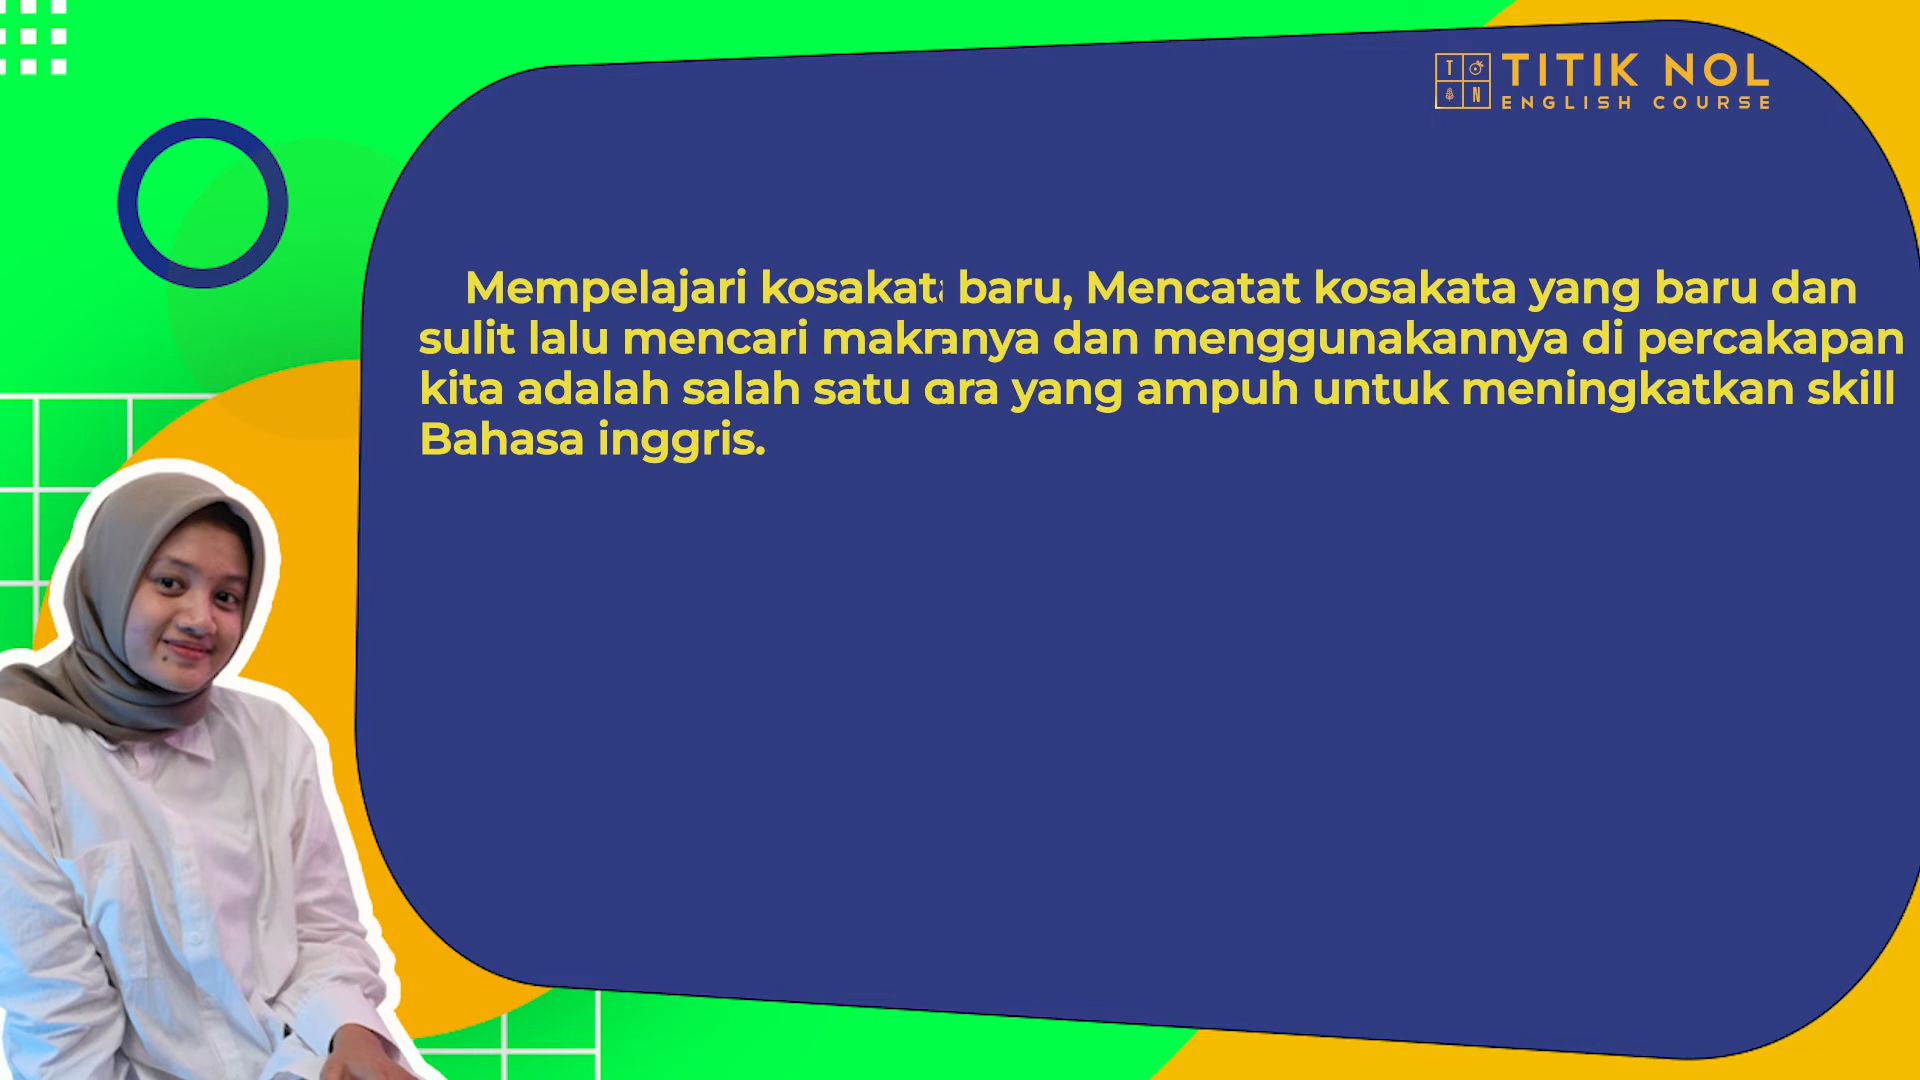 T N
TITIK NOL
ENGLISH COURSE
Mempelajari kosakata baru, Mencatat kosakata yang baru dan
sulit lalu mencari maknanya dan menggunakannya di percakapan
kita adalah salah satu cara yang ampuh untuk meningkatkan skill
Bahasa inggris.